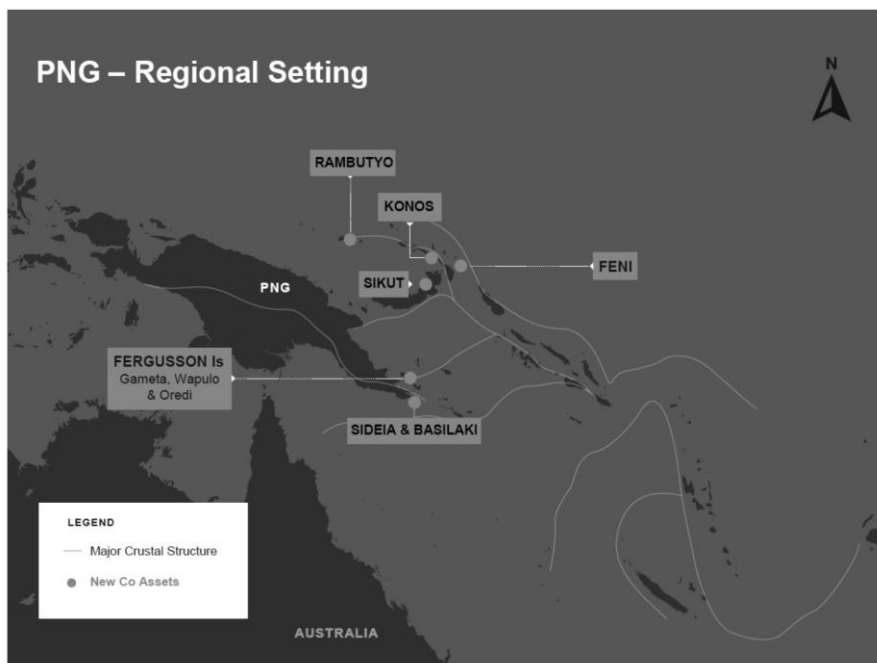 PNG – Regional Setting
N
RAMBUTYO
KONOS
FENI
SIKUT
PNG
FERGUSSON Is
Gameta, Wapulo
& Oredi
SIDEIA & BASILAKI
LEGEND
Major Crustal Structure
New Co Assets
AUSTRALIA